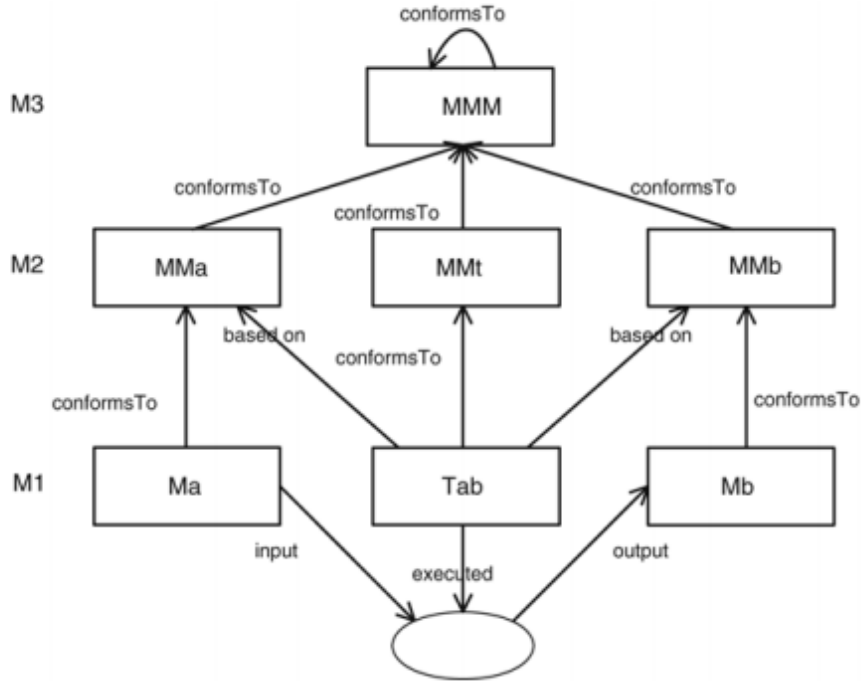 conformsTo
M3
MMM
conformsTo
conformsTo
conformsTo
M2
MMa
MMt
MMb
based on
conformsTo
based on
conformsTo
conformsTo
M1
Ma
Tab
Mb
input
executed
output